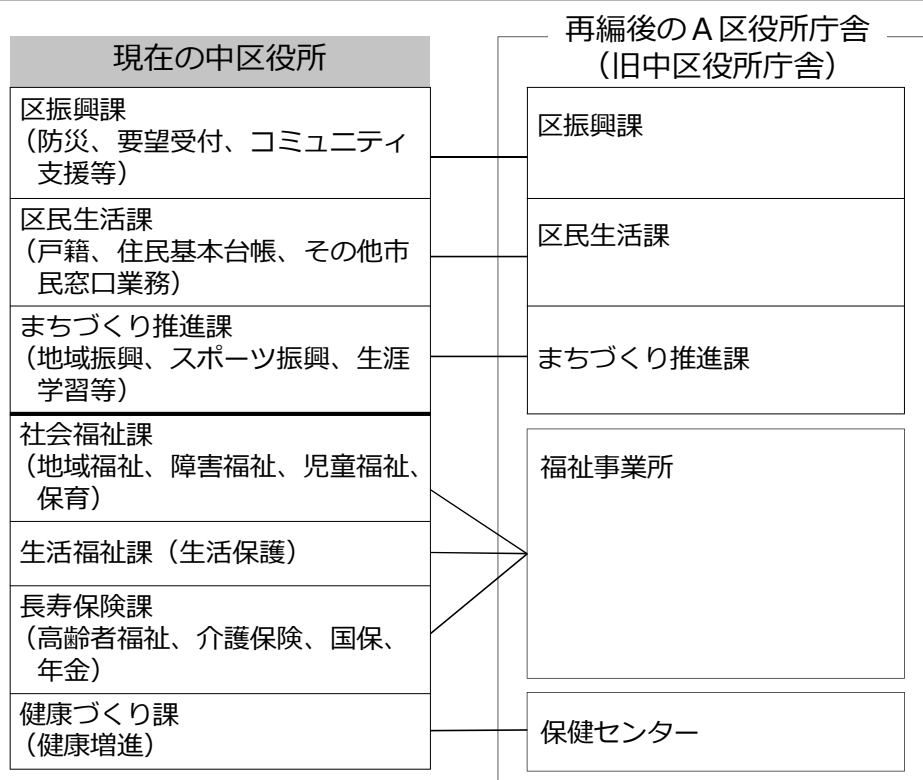 現在の中区役所
区振興課
（防災、要望受付、コミュニティ
支援等）
区民生活課
（戸籍、住民基本台帳、その他市
民窓口業務）
まちづくり推進課
（地域振興、スポーツ振興、生涯
学習等）
社会福祉課
（地域福祉、障害福祉、児童福祉、
保育）
生活福祉課（生活保護）
長寿保険課
（高齢者福祉、介護保険、国保、
年金）
健康づくり課
（健康増進）
再編後のＡ区役所庁舎
（旧中区役所庁舎）
区振興課
区民生活課
まちづくり推進課
福祉事業所
保健センター